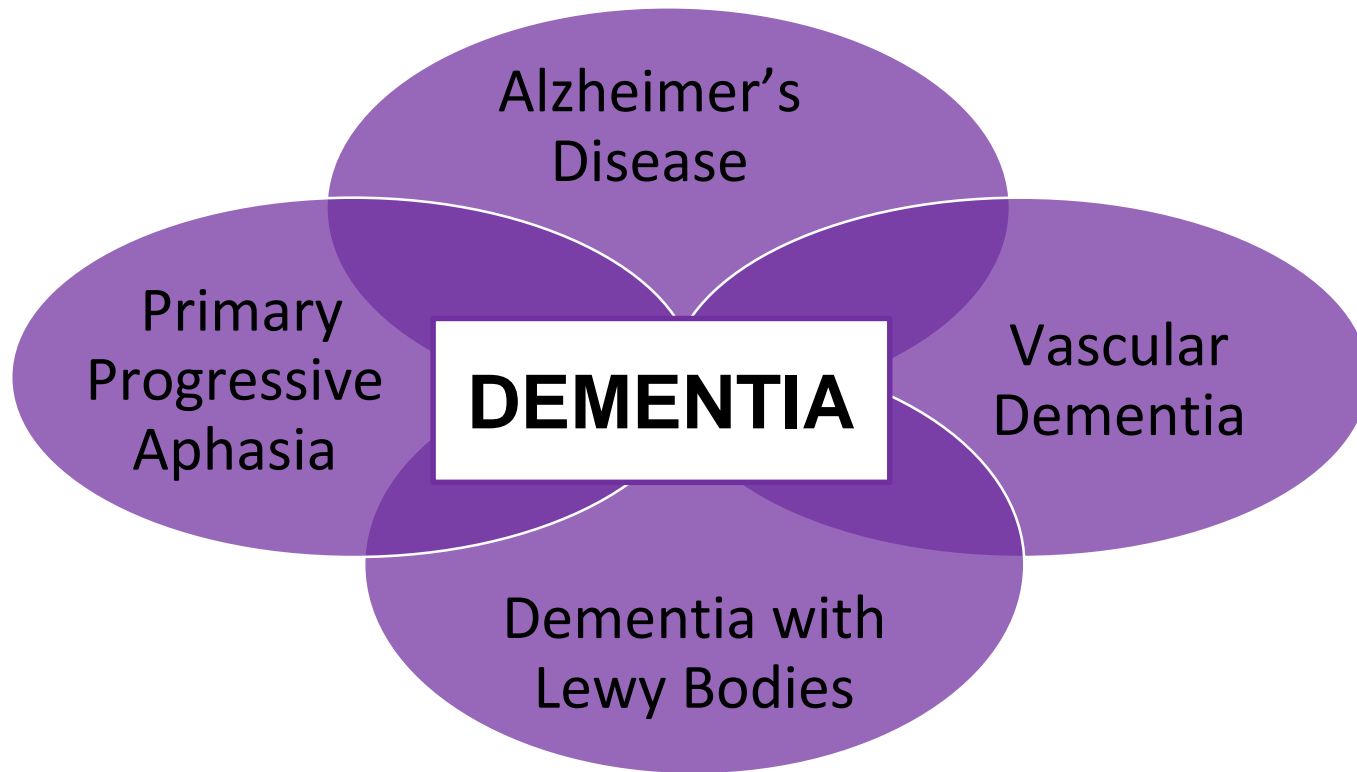 Alzheimer’s
Disease
Primary
Progressive
Aphasia
DEMENTIA
Vascular
Dementia
Dementia with
Lewy Bodies